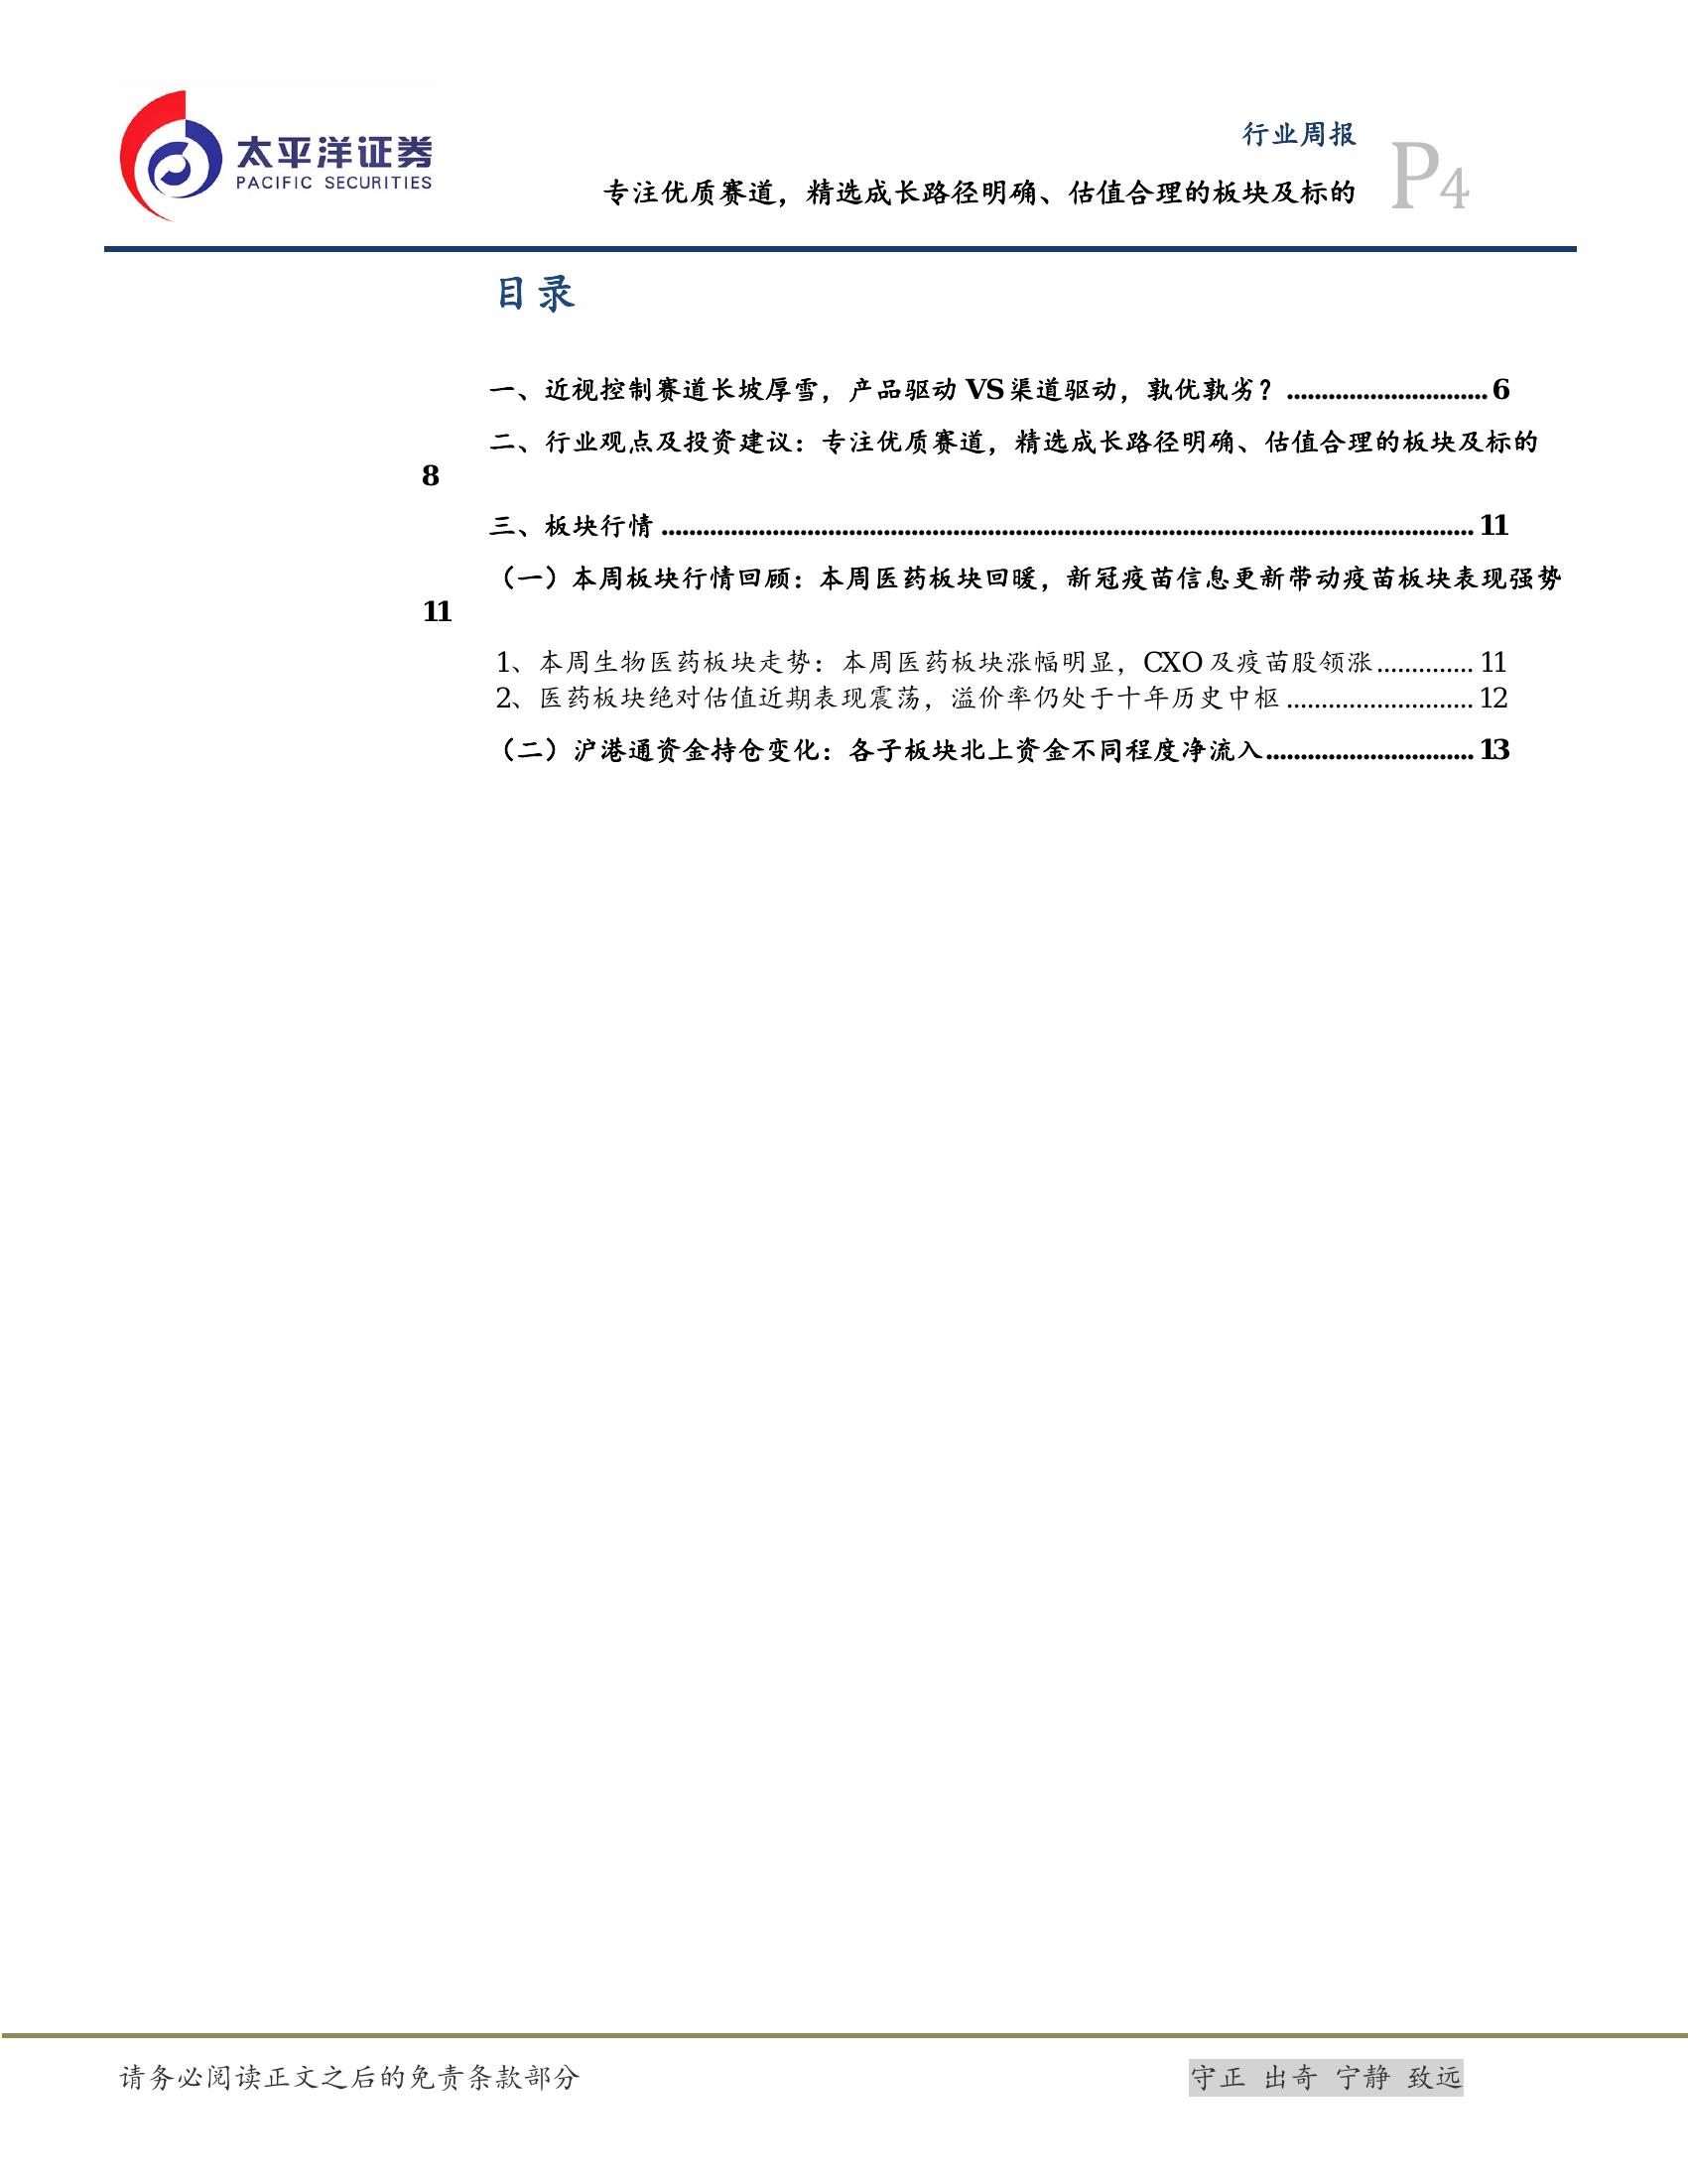 太平洋证券
PACIFIC SECURITIES
行业周报
专注优质赛道，精选成长路径明确、估值合理的板块及标的
P4
目录
一、近视控制赛道长坡厚雪，产品驱动 VS 渠道驱动，孰优孰劣？ ............................. 6
二、行业观点及投资建议：专注优质赛道，精选成长路径明确、估值合理的板块及标的
8
三、板块行情 ..................................................................................................................... 11
（一）本周板块行情回顾：本周医药板块回暖，新冠疫苗信息更新带动疫苗板块表现强势
11
1、本周生物医药板块走势：本周医药板块涨幅明显，CXO 及疫苗股领涨.............. 11
2、医药板块绝对估值近期表现震荡，溢价率仍处于十年历史中枢 ........................... 12
（二）沪港通资金持仓变化：各子板块北上资金不同程度净流入.............................. 13
请务必阅读正文之后的免责条款部分
守正 出奇 宁静 致远